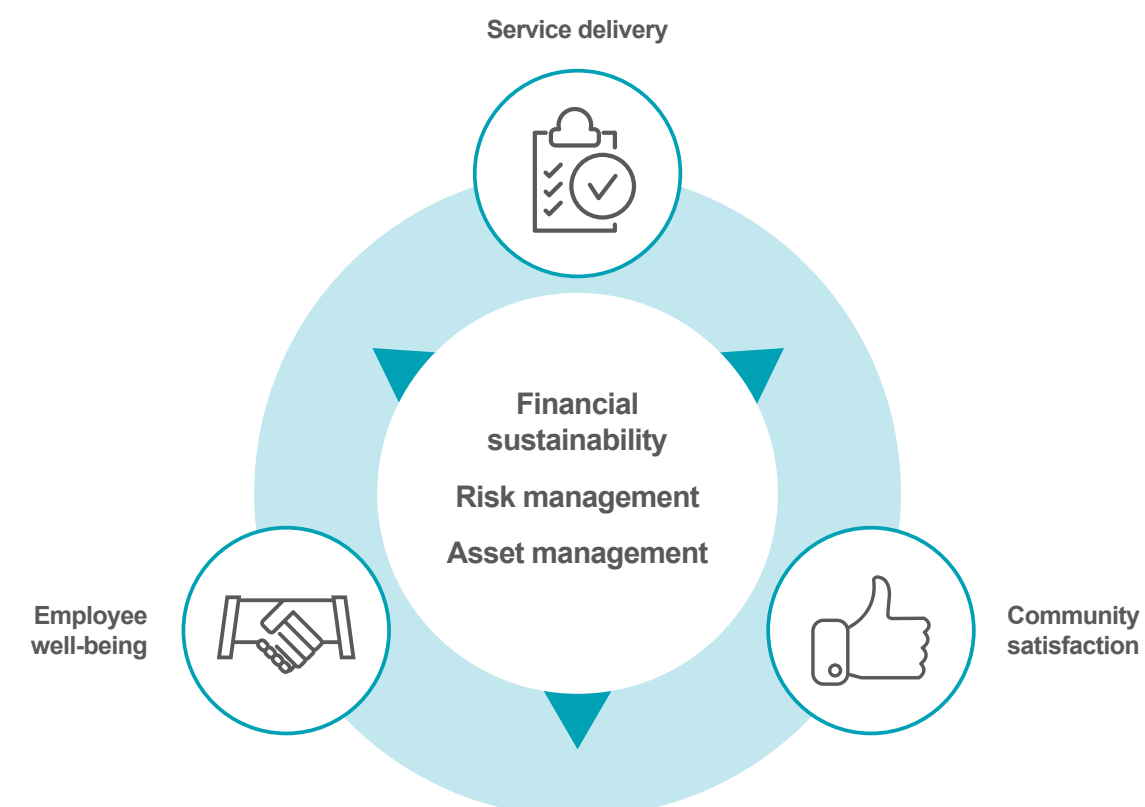 Service delivery
Financial
sustainability
Risk management
Asset management
Employee
well-being
Community
satisfaction